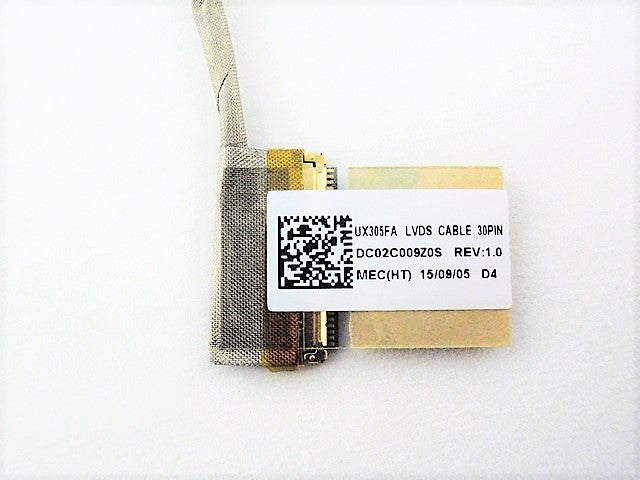 UX305FA LVDS CABLE 30PIN
DC02C009Z0S REV:1.0
MEC(HT) 15/09/05 D4